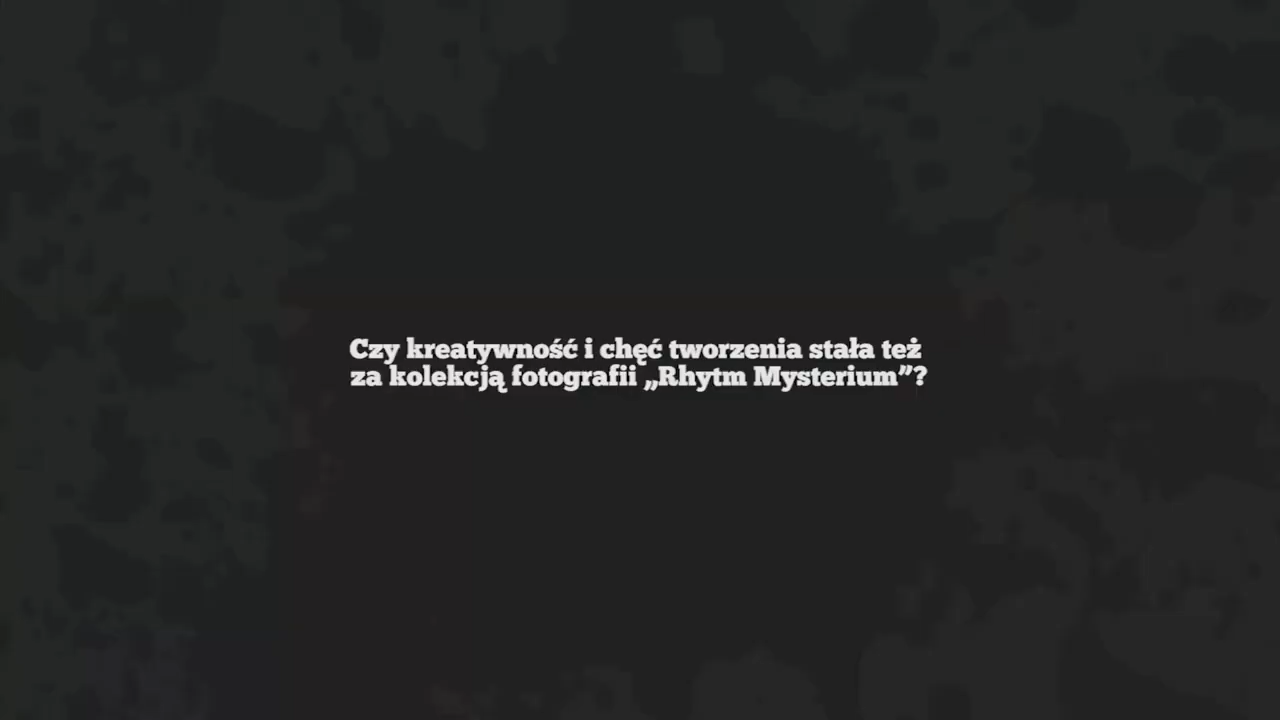 Czy kreatywność i chęć tworzenia stała też
za kolekcją fotografii „Rhytm Mysterium”?